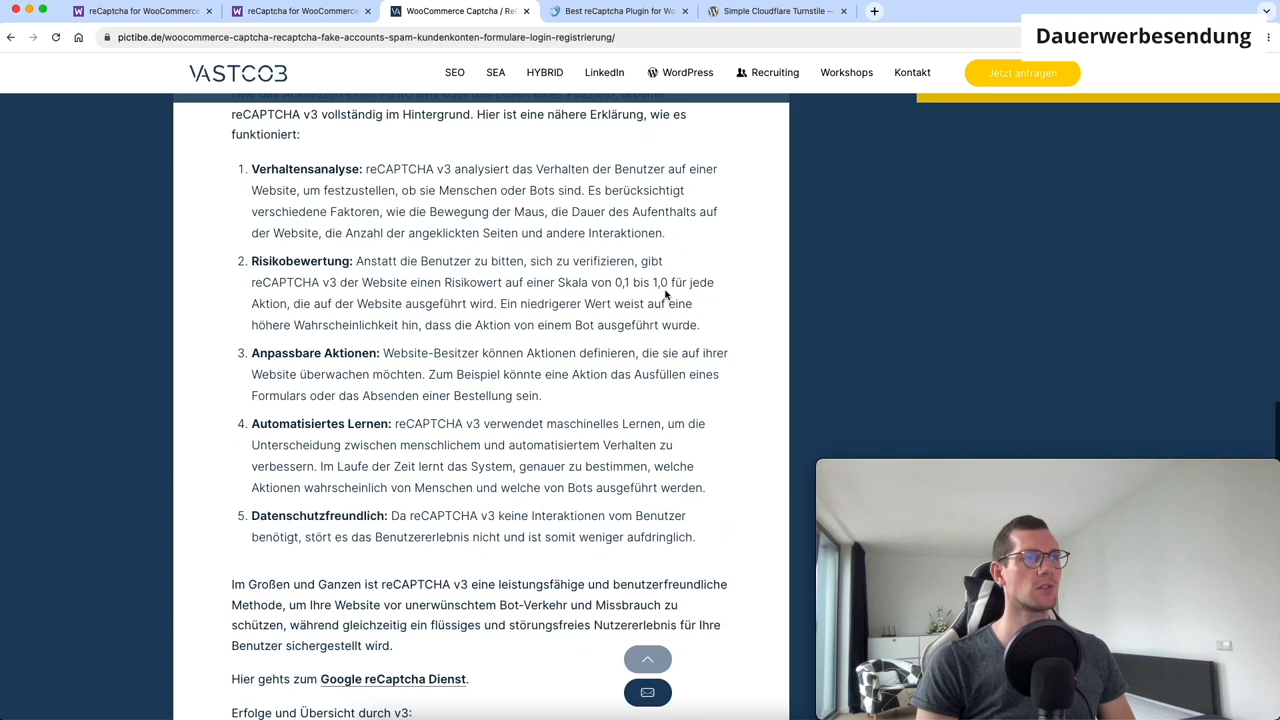 reCaptcha for WooCommerce
reCaptcha for WooCommerce
WooCommerce Captcha / ReC
Best reCaptcha Plugin for Wo
Simple Cloudflare Turnstile —
pictibe.de/woocommerce-captcha-recaptcha-fake-accounts-spam-kundenkonten-formulare-login-registrierung/
Dauerwerbesendung
VASTCOB
SEO
SEA
HYBRID
LinkedIn
WordPress
Recruiting
Workshops
Kontakt
Jetzt anfragen
reCAPTCHA v3 vollständig im Hintergrund. Hier ist eine nähere Erklärung, wie es
funktioniert:
1. Verhaltensanalyse: reCAPTCHA v3 analysiert das Verhalten der Benutzer auf einer
Website, um festzustellen, ob sie Menschen oder Bots sind. Es berücksichtigt
verschiedene Faktoren, wie die Bewegung der Maus, die Dauer des Aufenthalts auf
der Website, die Anzahl der angeklickten Seiten und andere Interaktionen.
2. Risikobewertung: Anstatt die Benutzer zu bitten, sich zu verifizieren, gibt
reCAPTCHA v3 der Website einen Risikowert auf einer Skala von 0,1 bis 1,0 für jede
Aktion, die auf der Website ausgeführt wird. Ein niedrigerer Wert weist auf eine
höhere Wahrscheinlichkeit hin, dass die Aktion von einem Bot ausgeführt wurde.
3. Anpassbare Aktionen: Website-Besitzer können Aktionen definieren, die sie auf ihrer
Website überwachen möchten. Zum Beispiel könnte eine Aktion das Ausfüllen eines
Formulars oder das Absenden einer Bestellung sein.
4. Automatisiertes Lernen: reCAPTCHA v3 verwendet maschinelles Lernen, um die
Unterscheidung zwischen menschlichem und automatisiertem Verhalten zu
verbessern. Im Laufe der Zeit lernt das System, genauer zu bestimmen, welche
Aktionen wahrscheinlich von Menschen und welche von Bots ausgeführt werden.
5. Datenschutzfreundlich: Da reCAPTCHA v3 keine Interaktionen vom Benutzer
benötigt, stört es das Benutzererlebnis nicht und ist somit weniger aufdringlich.
Im Großen und Ganzen ist reCAPTCHA v3 eine leistungsfähige und benutzerfreundliche
Methode, um Ihre Website vor unerwünschtem Bot-Verkehr und Missbrauch zu
schützen, während gleichzeitig ein flüssiges und störungsfreies Nutzererlebnis für Ihre
Benutzer sichergestellt wird.
Hier gehts zum Google reCaptcha Dienst.
Erfolge und Übersicht durch v3: